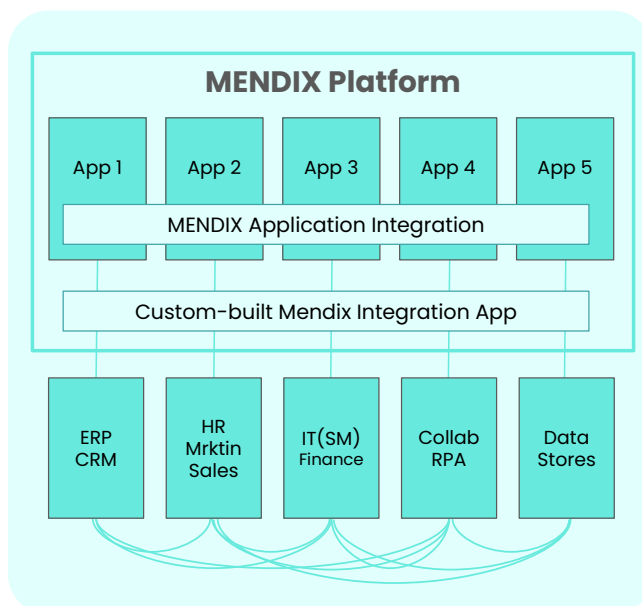 MENDIX Platform
App 1
App 2
App 3
App 4
App 5
MENDIX Application Integration
Custom-built Mendix Integration App
ERP
CRM
HR
Mrktin
Sales
IT(SM)
Finance
Collab
RPA
Data
Stores